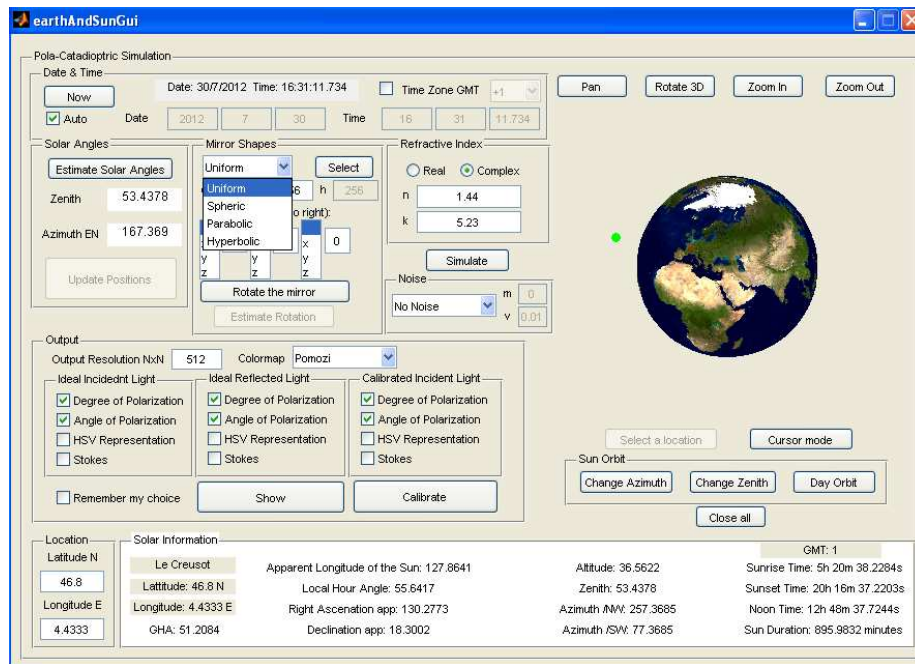 earthAndSunGui
Pola-Catadioptric Simulation
Date & Time
Now
Date: 30/7/2012 Time: 16:31:11.734
Time Zone GMT +1
Auto Date 2012 7 30 Time 16 31 11.734
Pan Rotate 3D Zoom In Zoom Out
Solar Angles
Estimate Solar Angles
Zenith 53.4378
Azimuth EN 167.369
Update Positions
Mirror Shapes
Uniform Select
Uniform
Spheric
Parabolic
Hyperbolic
h 256
o right):
x 0
y y y
z z z
Rotate the mirror
Estimate Rotation
Refractive Index
Real Complex
n 1.44
k 5.23
Simulate
Noise
No Noise m 0
v 0.01
Output
Output Resolution NxN 512 Colormap Pomozi
Ideal Incidednt Light
Degree of Polarization
Angle of Polarization
HSV Representation
Stokes
Ideal Reflected Light
Degree of Polarization
Angle of Polarization
HSV Representation
Stokes
Calibrated Incident Light
Degree of Polarization
Angle of Polarization
HSV Representation
Stokes
Remember my choice Show Calibrate
Select a location Cursor mode
Sun Orbit
Change Azimuth Change Zenith Day Orbit
Close all
Location
Latitude N
46.8
Longitude E
4.4333
Solar Information
Le Creusot
Lattitude: 46.8 N
Longitude: 4.4333 E
GHA: 51.2084
Apparent Longitude of the Sun: 127.8641
Local Hour Angle: 55.6417
Right Ascenation app: 130.2773
Declination app: 18.3002
Altitude: 36.5622
Zenith: 53.4378
Azimuth /NW: 257.3685
Azimuth /SW: 77.3685
GMT: 1
Sunrise Time: 5h 20m 38.2284s
Sunset Time: 20h 16m 37.2203s
Noon Time: 12h 48m 37.7244s
Sun Duration: 895.9832 minutes